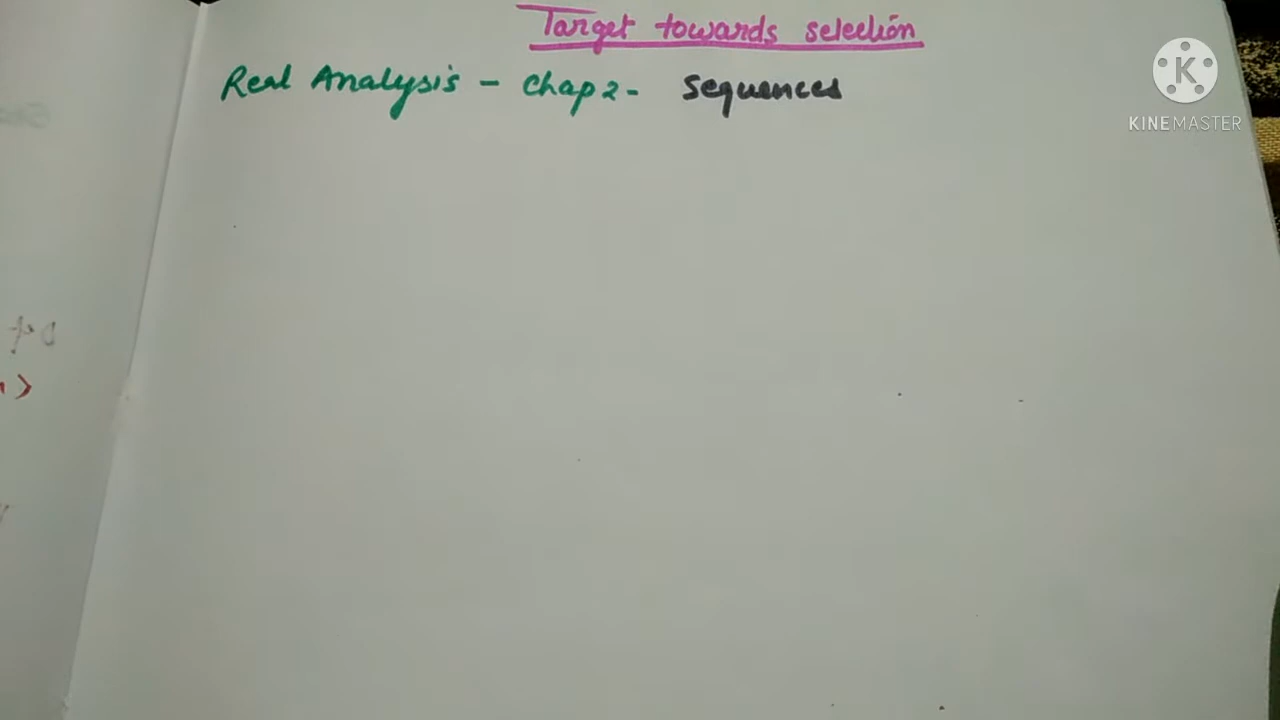 Target towards selection
Real Analysis - Chap 2 - Sequences
KINEMASTER